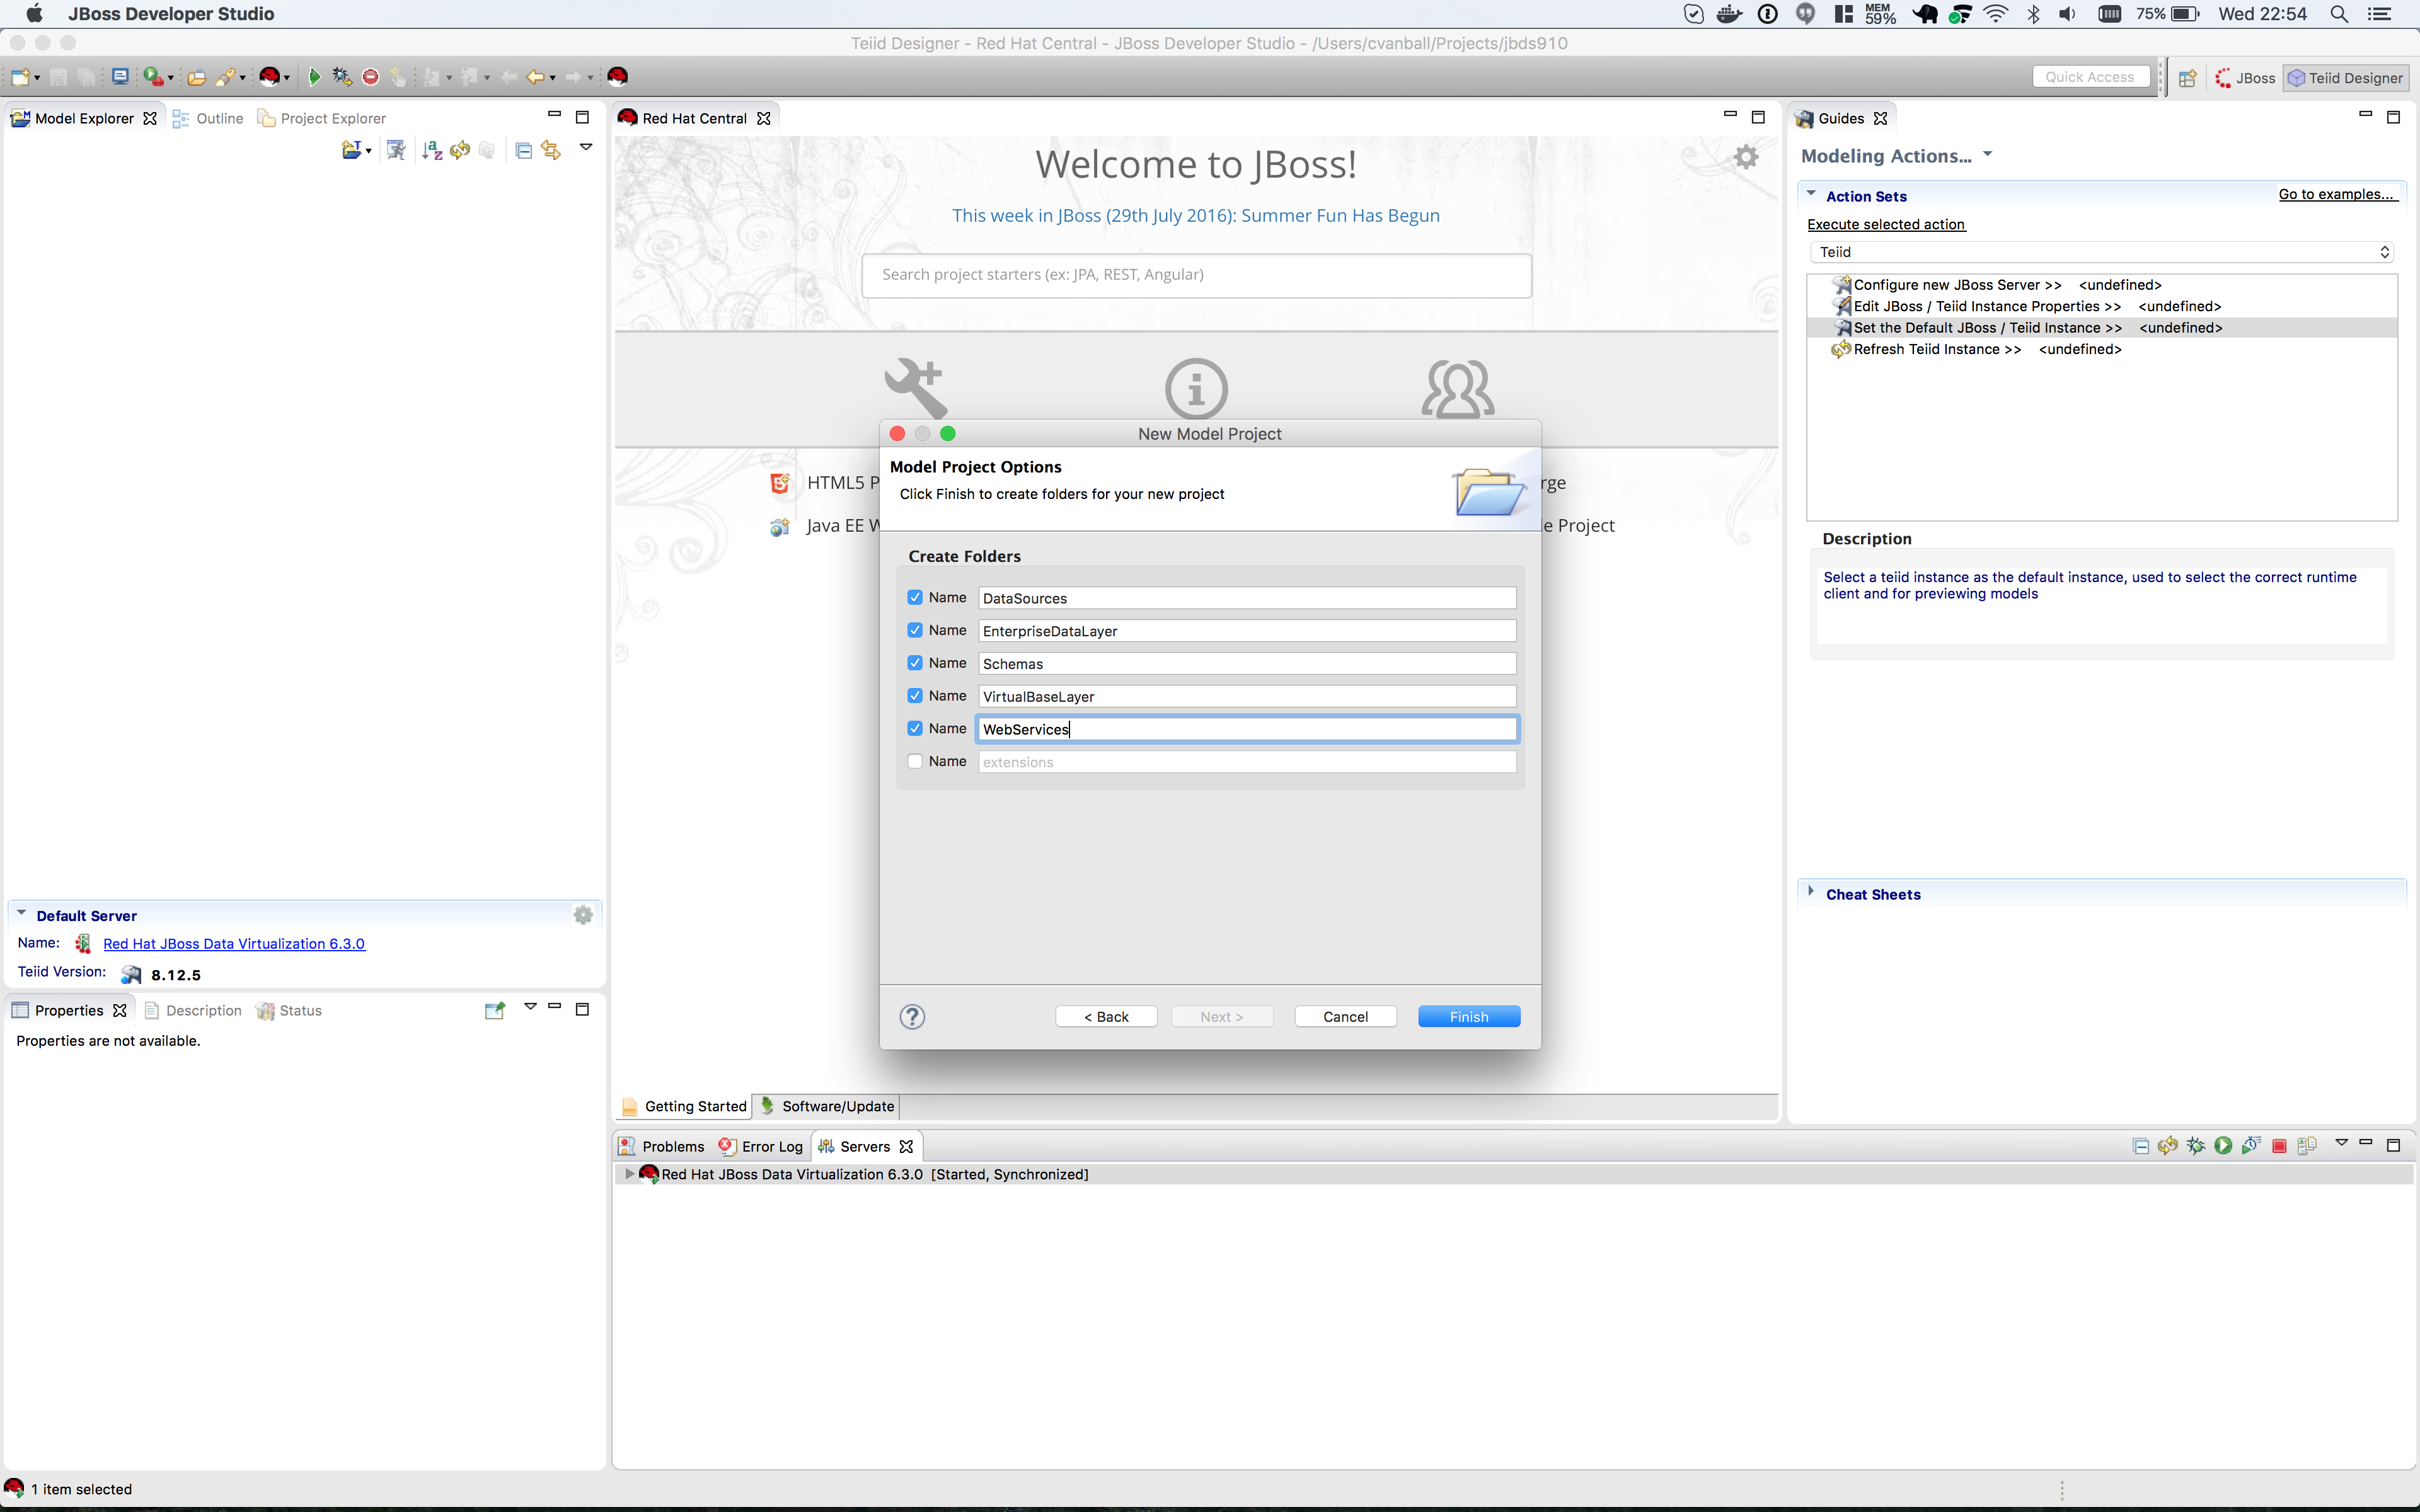 JBoss Developer Studio
MEM 59%
75%
Wed 22:54
Teiid Designer - Red Hat Central - JBoss Developer Studio - /Users/cvanball/Projects/jbds910
Quick Access
JBoss
Teiid Designer
Model Explorer
Outline
Project Explorer
Red Hat Central
Guides
Welcome to JBoss!
This week in JBoss (29th July 2016): Summer Fun Has Begun
Search project starters (ex: JPA, REST, Angular)
HTML5 P
rge
Java EE W
e Project
New Model Project
Model Project Options
Click Finish to create folders for your new project
Create Folders
Name DataSources
Name EnterpriseDataLayer
Name Schemas
Name VirtualBaseLayer
Name WebServices
Name extensions
?
< Back
Next >
Cancel
Finish
Modeling Actions...
Action Sets
Go to examples...
Execute selected action
Teiid
Configure new JBoss Server >> <undefined>
Edit JBoss / Teiid Instance Properties >> <undefined>
Set the Default JBoss / Teiid Instance >> <undefined>
Refresh Teiid Instance >> <undefined>
Description
Select a teiid instance as the default instance, used to select the correct runtime
client and for previewing models
Cheat Sheets
Default Server
Name: Red Hat JBoss Data Virtualization 6.3.0
Teiid Version: 8.12.5
Properties
Description
Status
Properties are not available.
Getting Started
Software/Update
Problems
Error Log
Servers
Red Hat JBoss Data Virtualization 6.3.0 [Started, Synchronized]
1 item selected